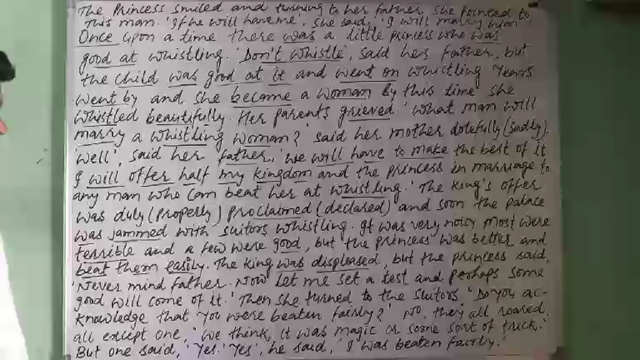 The Princess smiled and turning to her father, she pointed to
this man. 'If he will have me', she said, 'I will marry him
Once upon a time there was a little princess who was
good at whistling. 'Don't whistle', said her father, but
the child was good at it and went on whistling Years
went by and she became a woman By this time she
whistled beautifully. Her parents grieved 'What man will
marry a whistling woman? said her mother dolefully (sadly).
Well', said her father, 'we will have to make the best of it
I will offer half my kingdom and the princess in marriage to
any man who can beat her at whistling.' The King's offer
was duly (properly) proclaimed (declared) and soon the palace
was jammed with suitors whistling. It was very noisy most were
terrible and a few were good, but the princess was better and
beat them easily. The king was displeased, but the princess said,
'Never mind father. Now let me set a test and perhaps some
good will come of it.' Then she turned to the suitors, 'Do you ac-
knowledge that you were beaten fairly?' 'No, they all roared,
all except one. 'We think, it was magic or some sort of trick.'
But one said, 'Yes' 'Yes', he said, 'I was beaten fairly.